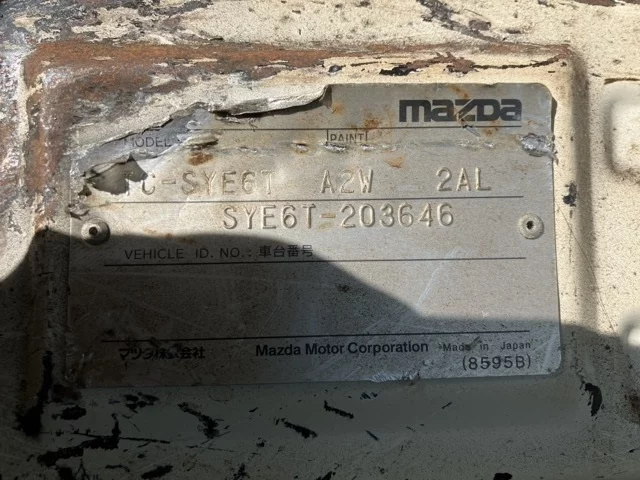 mazda
MODEL PAINT
C-SYE6T A2W 2AL
SYE6T-203646
VEHICLE ID. NO.: 車台番号
マツダ株式会社 Mazda Motor Corporation Made in Japan
(8595B)